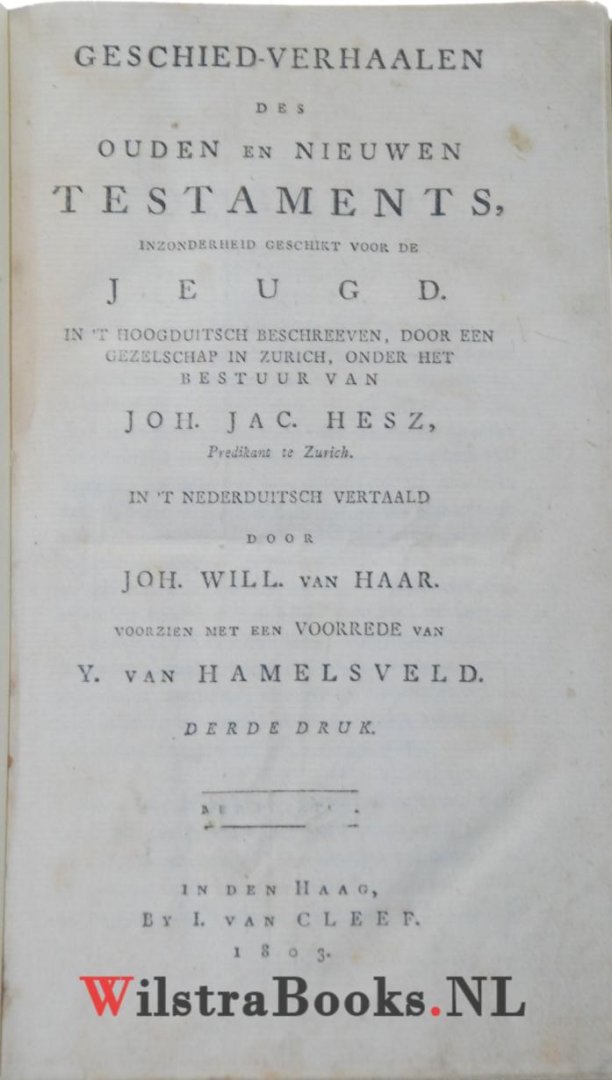 GESCHIED-VERHAALEN
DES
OUDEN EN NIEUWEN
TESTAMENTS,
INZONDERHEID GESCHIKT VOOR DE
JEUGD.
IN 'T HOOGDUITSCH BESCHREEVEN, DOOR EEN
GEZELSCHAP IN ZURICH, ONDER HET
BESTUUR VAN
JOH. JAC. HESZ,
Predikant te Zurich.
IN 'T NEDERDUITSCH VERTAALD
DOOR
JOH. WILL. VAN HAAR.
VOORZIEN MET EEN VOORREDE VAN
Y. VAN HAMELSVELD.
DERDE DRUK.
IN DEN HAAG,
BY I. VAN CLEEF.
1803.
WilstraBooks.NL